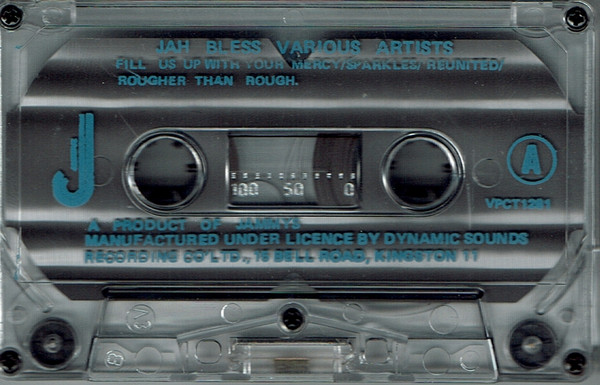 JAH BLESS VARIOUS ARTISTS
FILL US UP WITH YOUR MERCY/SPARKLES/REUNITED/
ROUGHER THAN ROUGH.
J
A
100 50 0
VPCT1281
A PRODUCT OF JAMMYS
MANUFACTURED UNDER LICENCE BY DYNAMIC SOUNDS
RECORDING CO'LTD., 15 BELL ROAD, KINGSTON 11